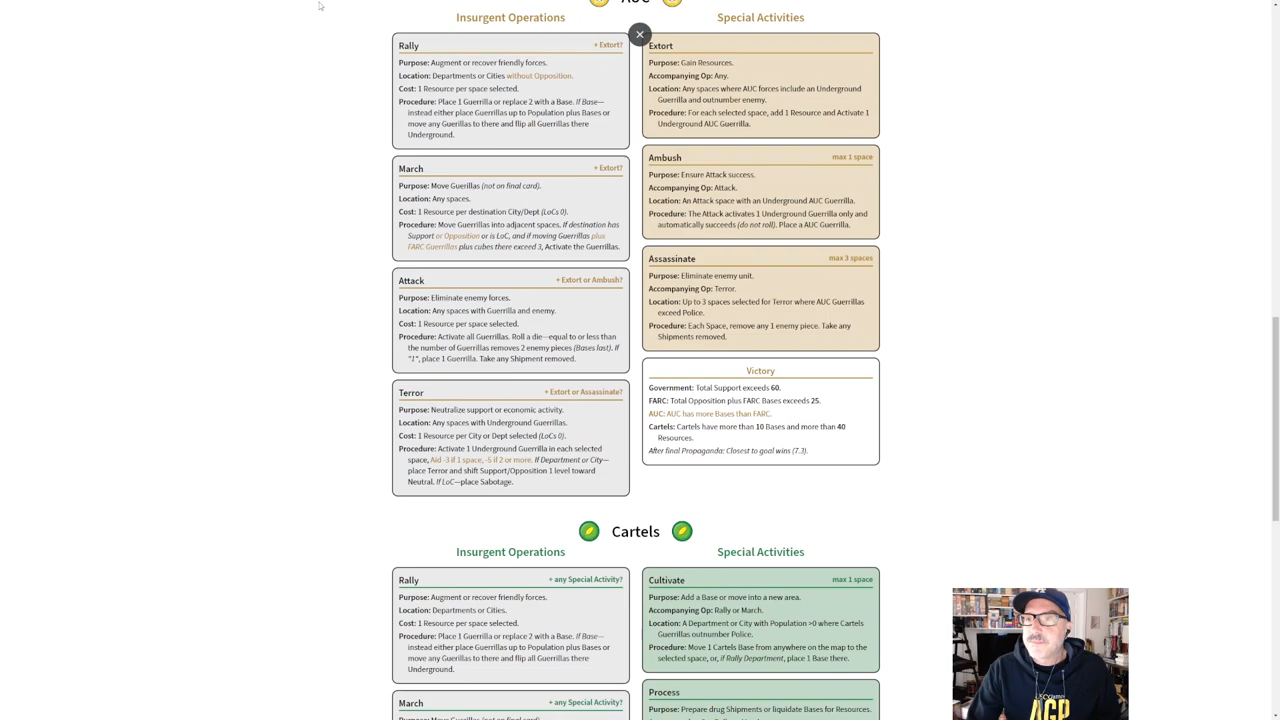 AUC
Insurgent Operations
Special Activities
Rally
+ Extort?
Purpose: Augment or recover friendly forces.
Location: Departments or Cities without Opposition.
Cost: 1 Resource per space selected.
Procedure: Place 1 Guerrilla or replace 2 with a Base. If Base—
instead either place Guerrillas up to Population plus Bases or
move any Guerillas to there and flip all Guerrillas there
Underground.
March
+ Extort?
Purpose: Move Guerillas (not on final card).
Location: Any spaces.
Cost: 1 Resource per destination City/Dept (LoCs 0).
Procedure: Move Guerrillas into adjacent spaces. If destination has
Support or Opposition or is LoC, and if moving Guerrillas plus
FARC Guerrillas plus cubes there exceed 3, Activate the Guerrillas.
Attack
+ Extort or Ambush?
Purpose: Eliminate enemy forces.
Location: Any spaces with Guerrilla and enemy.
Cost: 1 Resource per space selected.
Procedure: Activate all Guerrillas. Roll a die—equal to or less than
the number of Guerrillas removes 2 enemy pieces (Bases last). If
"1", place 1 Guerrilla. Take any Shipment removed.
Terror
+ Extort or Assassinate?
Purpose: Neutralize support or economic activity.
Location: Any spaces with Underground Guerrillas.
Cost: 1 Resource per City or Dept selected (LoCs 0).
Procedure: Activate 1 Underground Guerrilla in each selected
space, Aid -3 if 1 space, -5 if 2 or more. If Department or City—
place Terror and shift Support/Opposition 1 level toward
Neutral. If LoC—place Sabotage.
Extort
Purpose: Gain Resources.
Accompanying Op: Any.
Location: Any spaces where AUC forces include an Underground
Guerrilla and outnumber enemy.
Procedure: For each selected space, add 1 Resource and Activate 1
Underground AUC Guerrilla.
Ambush
max 1 space
Purpose: Ensure Attack success.
Accompanying Op: Attack.
Location: An Attack space with an Underground AUC Guerrilla.
Procedure: The Attack activates 1 Underground Guerrilla only and
automatically succeeds (do not roll). Place a AUC Guerrilla.
Assassinate
max 3 spaces
Purpose: Eliminate enemy unit.
Accompanying Op: Terror.
Location: Up to 3 spaces selected for Terror where AUC Guerrillas
exceed Police.
Procedure: Each Space, remove any 1 enemy piece. Take any
Shipments removed.
Victory
Government: Total Support exceeds 60.
FARC: Total Opposition plus FARC Bases exceeds 25.
AUC: AUC has more Bases than FARC.
Cartels: Cartels have more than 10 Bases and more than 40
Resources.
After final Propaganda: Closest to goal wins (7.3).
Cartels
Insurgent Operations
Special Activities
Rally
+ any Special Activity?
Purpose: Augment or recover friendly forces.
Location: Departments or Cities.
Cost: 1 Resource per space selected.
Procedure: Place 1 Guerrilla or replace 2 with a Base. If Base—
instead either place Guerrillas up to Population plus Bases or
move any Guerillas to there and flip all Guerrillas there
Underground.
March
+ any Special Activity?
Cultivate
max 1 space
Purpose: Add a Base or move into a new area.
Accompanying Op: Rally or March.
Location: A Department or City with Population >0 where Cartels
Guerrillas outnumber Police.
Procedure: Move 1 Cartels Base from anywhere on the map to the
selected space, or, if Rally Department, place 1 Base there.
Process
Purpose: Prepare drug Shipments or liquidate Bases for Resources.
AGP